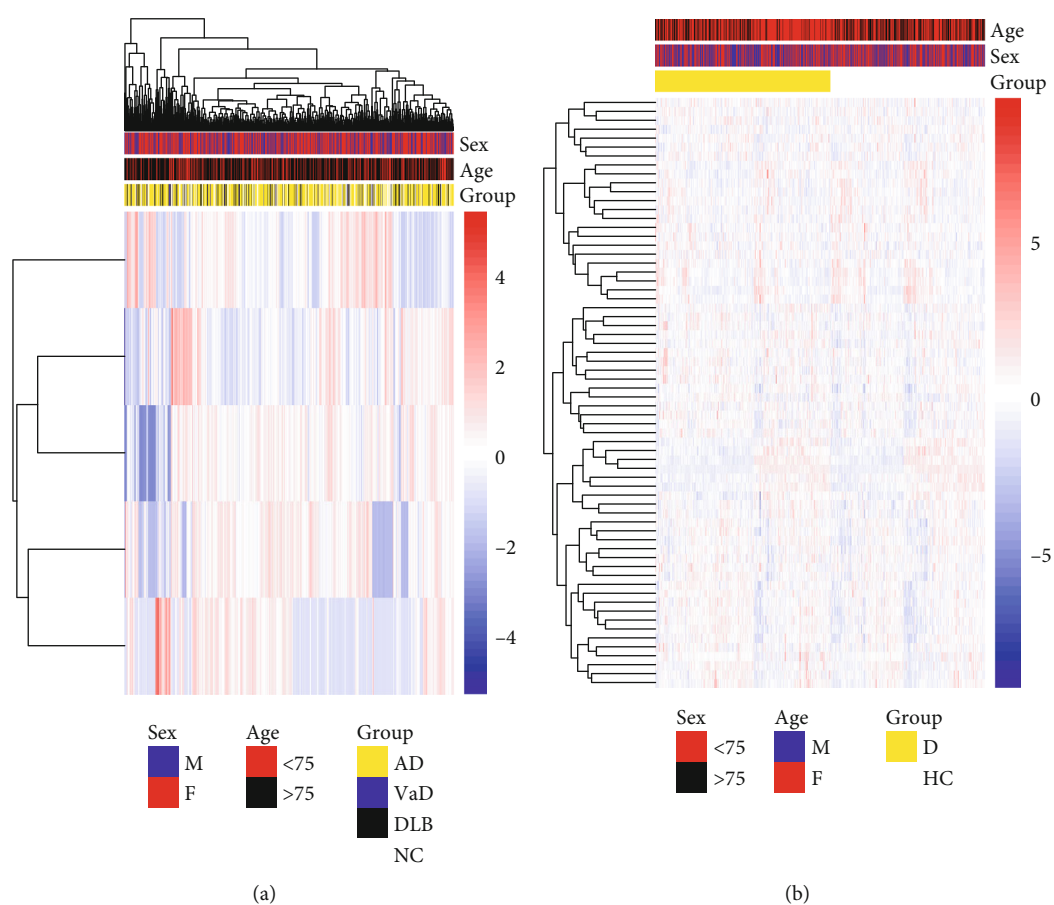 Sex
Age
Group
4
2
0
−2
−4
Sex
M
F
Age
<75
>75
Group
AD
VaD
DLB
NC
(a)
Age
Sex
Group
5
0
−5
Sex
<75
>75
Age
M
F
Group
D
HC
(b)